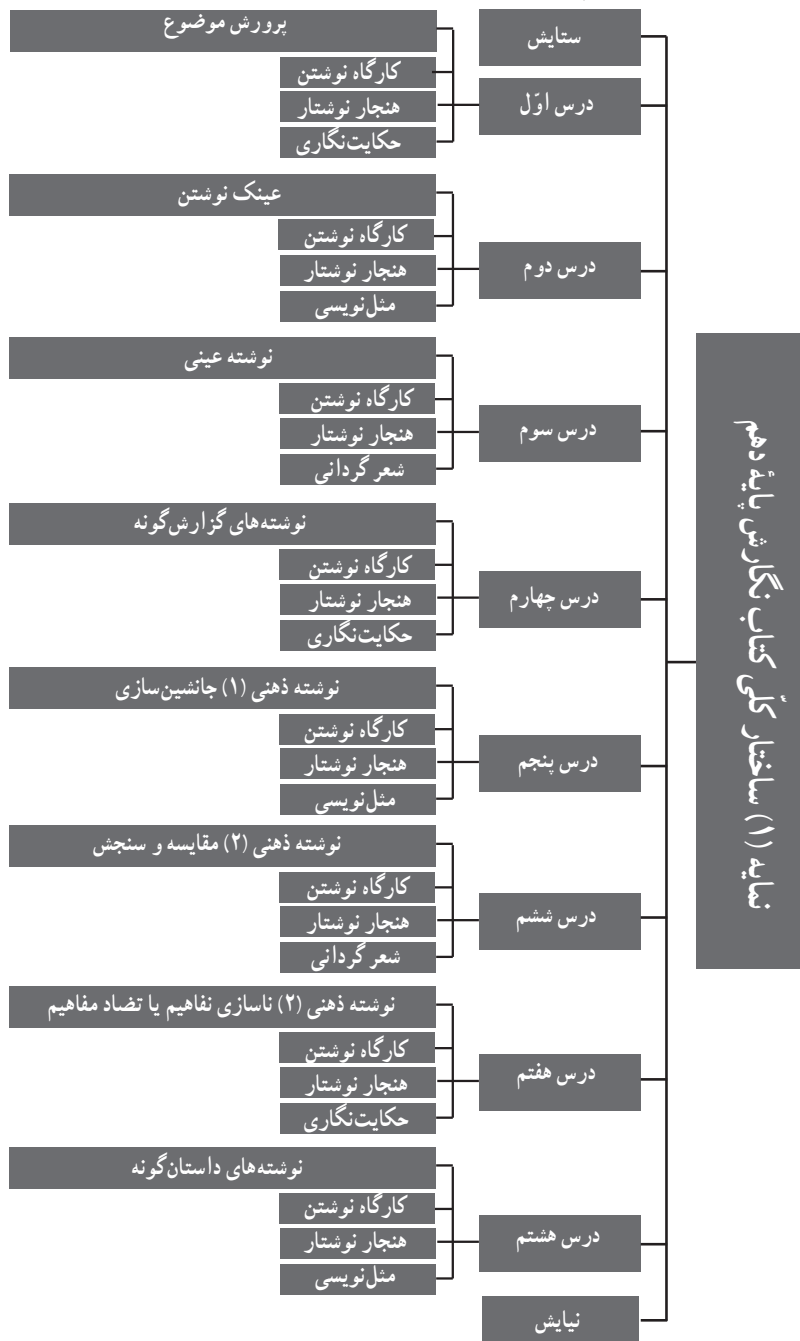 نمایه (۱) ساختار کلّی کتاب نگارش پایهٔ دهم
ستایش
درس اوّل
پرورش موضوع
کارگاه نوشتن
هنجار نوشتار
حکایت‌نگاری
درس دوم
عینک نوشتن
کارگاه نوشتن
هنجار نوشتار
مثل‌نویسی
درس سوم
نوشته عینی
کارگاه نوشتن
هنجار نوشتار
شعر گردانی
درس چهارم
نوشته‌های گزارش‌گونه
کارگاه نوشتن
هنجار نوشتار
حکایت‌نگاری
درس پنجم
نوشته ذهنی (۱) جانشین‌سازی
کارگاه نوشتن
هنجار نوشتار
مثل‌نویسی
درس ششم
نوشته ذهنی (۲) مقایسه و سنجش
کارگاه نوشتن
هنجار نوشتار
شعر گردانی
درس هفتم
نوشته ذهنی (۲) ناسازی نفاهیم یا تضاد مفاهیم
کارگاه نوشتن
هنجار نوشتار
حکایت‌نگاری
درس هشتم
نوشته‌های داستان‌گونه
کارگاه نوشتن
هنجار نوشتار
مثل‌نویسی
نیایش